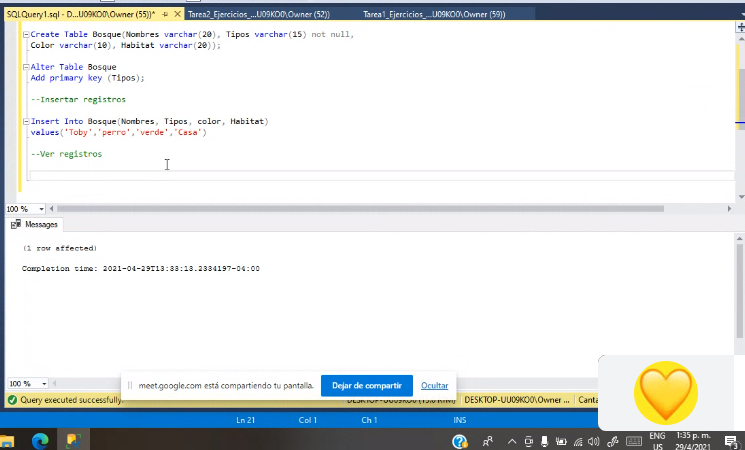 SQLQuery1.sql - D...U09KO0\Owner (55))* Tarea2_Ejercicios_...U09KO0\Owner (52)) Tarea1_Ejercicios_...U09KO0\Owner (59))
Create Table Bosque(Nombres varchar(20), Tipos varchar(15) not null,
Color varchar(10), Habitat varchar(20));
Alter Table Bosque
Add primary key (Tipos);
--Insertar registros
Insert Into Bosque(Nombres, Tipos, color, Habitat)
values('Toby','perro','verde','Casa')
--Ver registros
100 %
Messages
(1 row affected)
Completion time: 2021-04-29T13:33:13.2334197-04:00
100 %
meet.google.com está compartiendo tu pantalla. Dejar de compartir Ocultar
Query executed successfully. DESKTOP-UU09KO0\Owner ... Canta
Ln 21 Col 1 Ch 1 INS
ENG 1:35 p. m.
US 29/4/2021 3